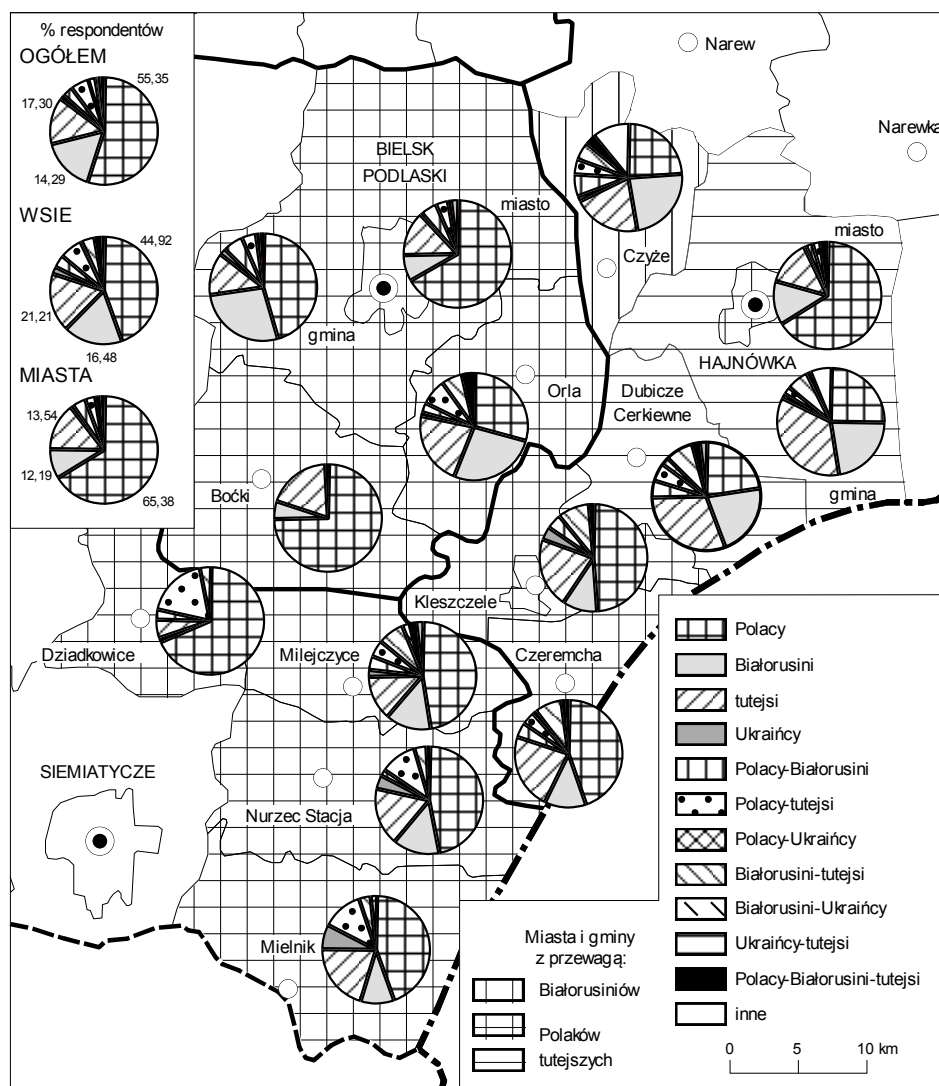 % respondentów
OGÓŁEM
55,35
17,30
14,29
WSIE
44,92
21,21
16,48
MIASTA
13,54
12,19
65,38
Narew
Narewka
BIELSK
PODLASKI
miasto
gmina
Czyże
miasto
HAJNÓWKA
Orla
Dubicze
Cerkiewne
gmina
Boćki
Kleszczele
Dziadkowice
Milejczyce
Czeremcha
SIEMIATYCZE
Nurzec Stacja
Mielnik
Polacy
Białorusini
tutejsi
Ukraińcy
Polacy-Białorusini
Polacy-tutejsi
Polacy-Ukraińcy
Białorusini-tutejsi
Białorusini-Ukraińcy
Ukraińcy-tutejsi
Polacy-Białorusini-tutejsi
inne
Miasta i gminy
z przewagą:
Białorusiniów
Polaków
tutejszych
0 5 10 km